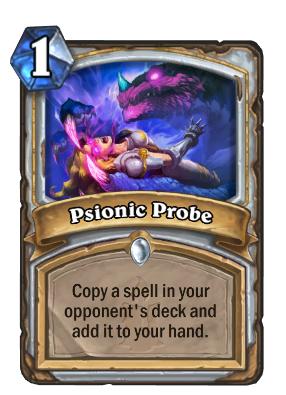 1
Psionic Probe
Copy a spell in your
opponent's deck and
add it to your hand.